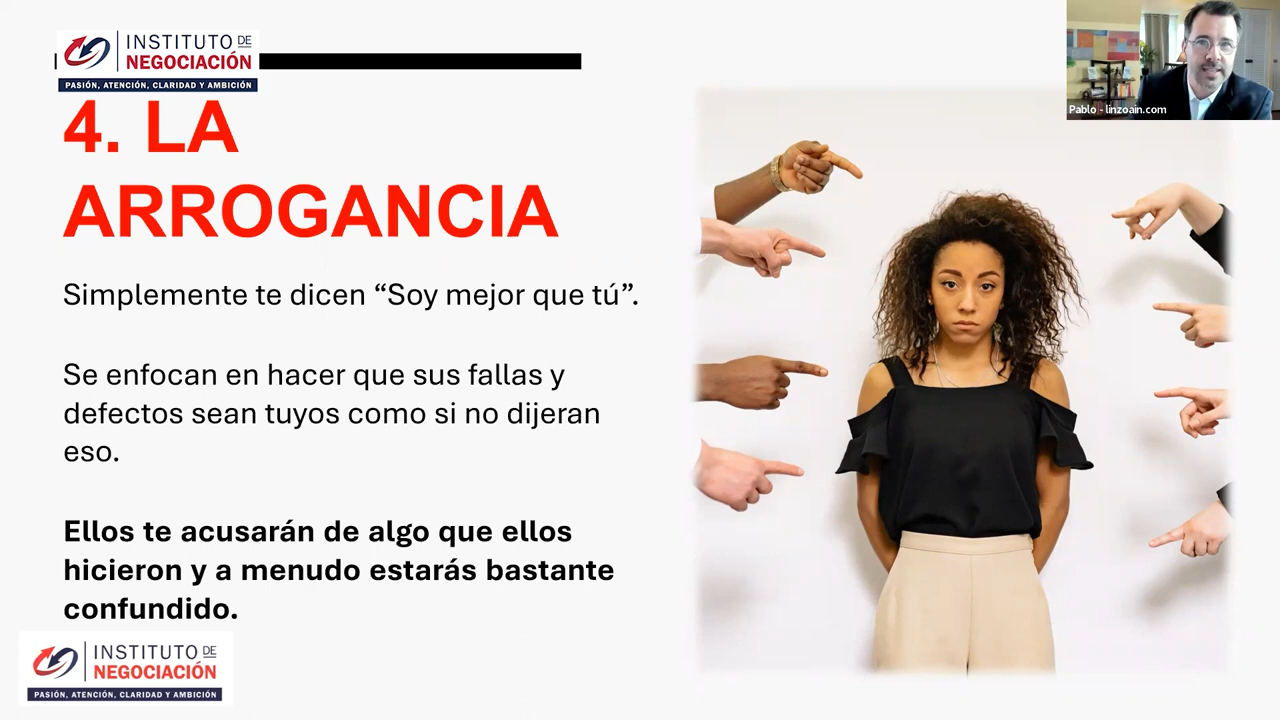 INSTITUTO DE
NEGOCIACIÓN
PASIÓN, ATENCIÓN, CLARIDAD Y AMBICIÓN
4. LA
ARROGANCIA
Simplemente te dicen “Soy mejor que tú”.
Se enfocan en hacer que sus fallas y
defectos sean tuyos como si no dijeran
eso.
Ellos te acusarán de algo que ellos
hicieron y a menudo estarás bastante
confundido.
INSTITUTO DE
NEGOCIACIÓN
PASIÓN, ATENCIÓN, CLARIDAD Y AMBICIÓN
Pablo - linzoain.com